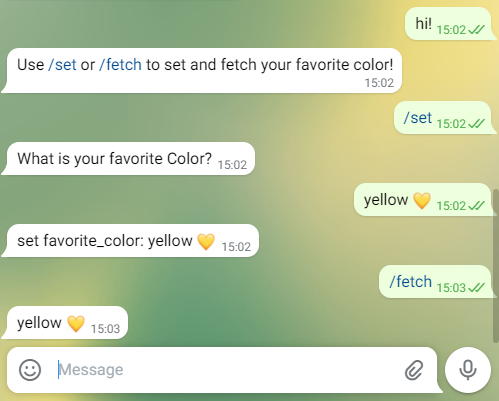 hi! 15:02
Use /set or /fetch to set and fetch your favorite color!
15:02
/set 15:02
What is your favorite Color? 15:02
yellow 💛 15:02
set favorite_color: yellow 💛 15:02
/fetch 15:03
yellow 💛 15:03
Message